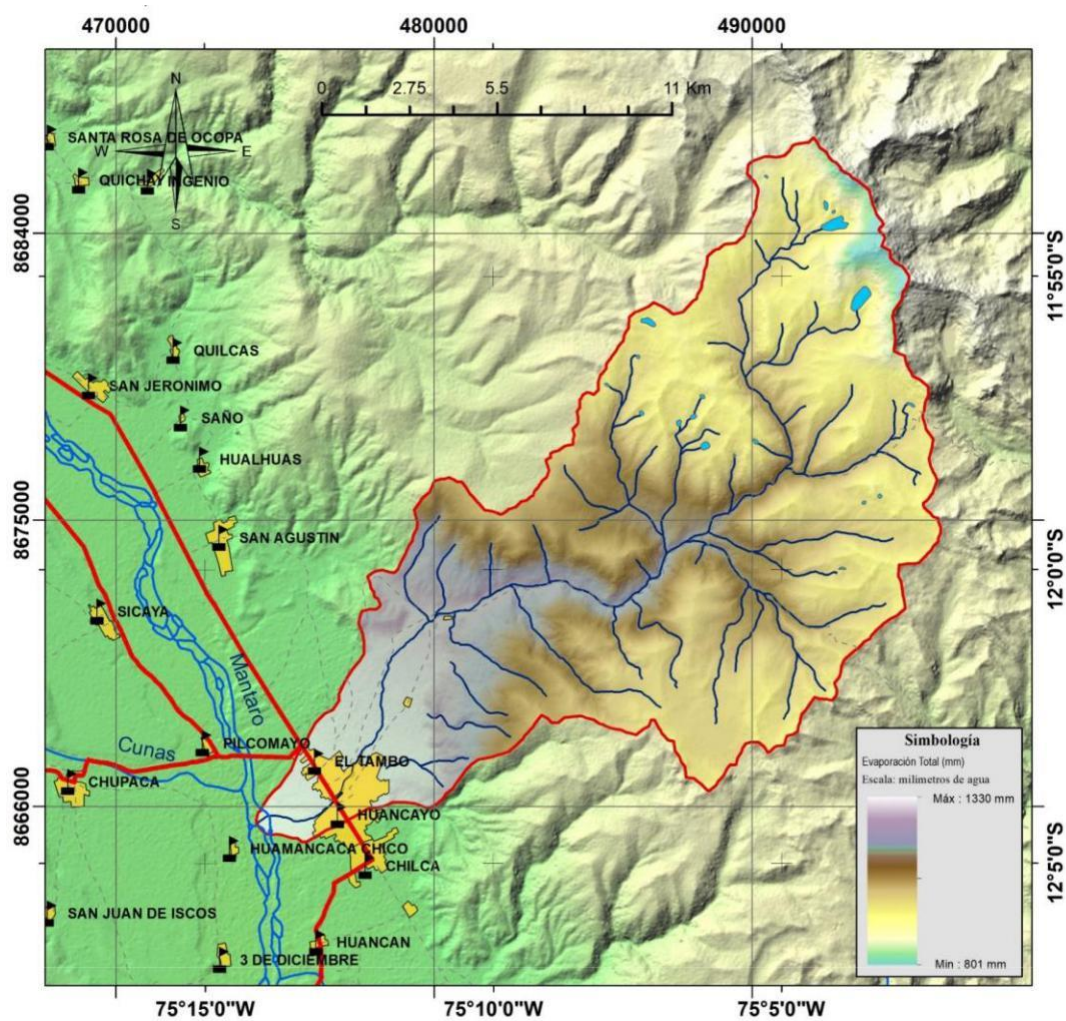 470000 480000 490000
0 2.75 5.5 11 Km
N
W E
S
SANTA ROSA DE OCOPA
QUICHAY INGENIO
8684000
11°55'0"S
QUILCAS
SAN JERONIMO
SAÑO
HUALHUAS
8675000
SAN AGUSTIN
12°0'0"S
SICAYA
Mantaro
Cunas
PILCOMAYO
EL TAMBO
CHUPACA
8666000
HUANCAYO
HUAMANCACA CHICO
CHILCA
12°5'0"S
SAN JUAN DE ISCOS
HUANCAN
3 DE DICIEMBRE
Simbología
Evaporación Total (mm)
Escala: milímetros de agua
Máx : 1330 mm
Min : 801 mm
75°15'0"W 75°10'0"W 75°5'0"W